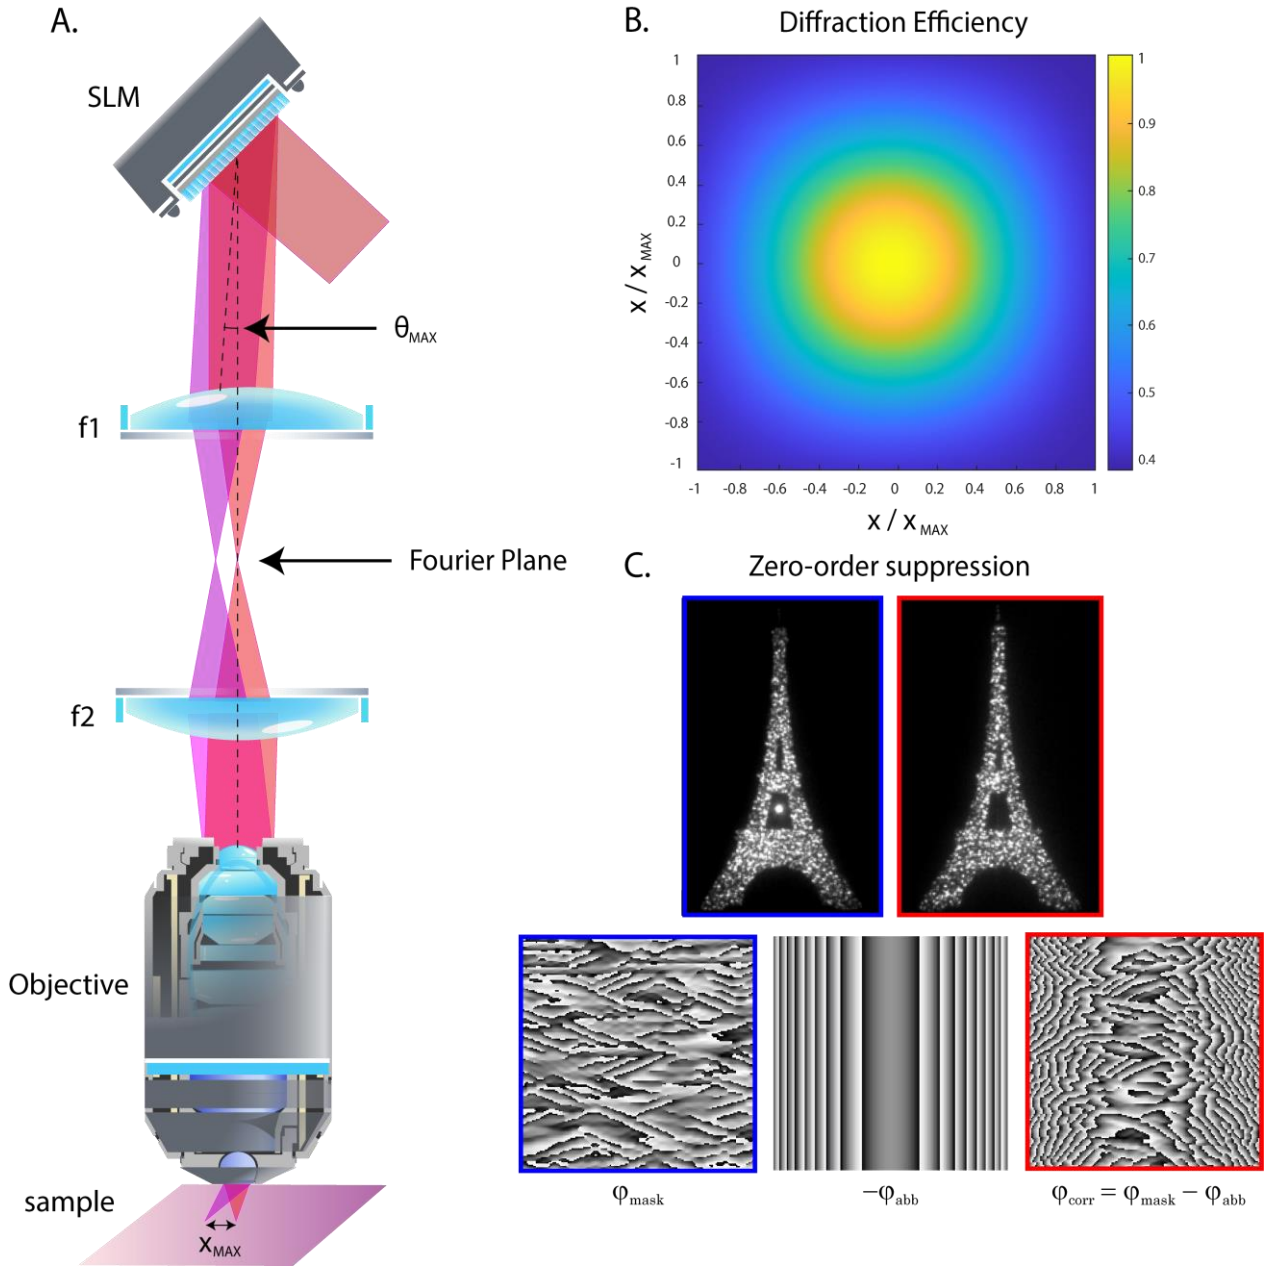 A.
SLM
θMAX
f1
Fourier Plane
f2
Objective
sample
xMAX
B.
Diffraction Efficiency
1
0.8
0.6
0.4
0.2
0
-0.2
-0.4
-0.6
-0.8
-1
x / xMAX
-1 -0.8 -0.6 -0.4 -0.2 0 0.2 0.4 0.6 0.8 1
x / xMAX
1
0.9
0.8
0.7
0.6
0.5
0.4
C.
Zero-order suppression
φmask
−φabb
φcorr = φmask − φabb